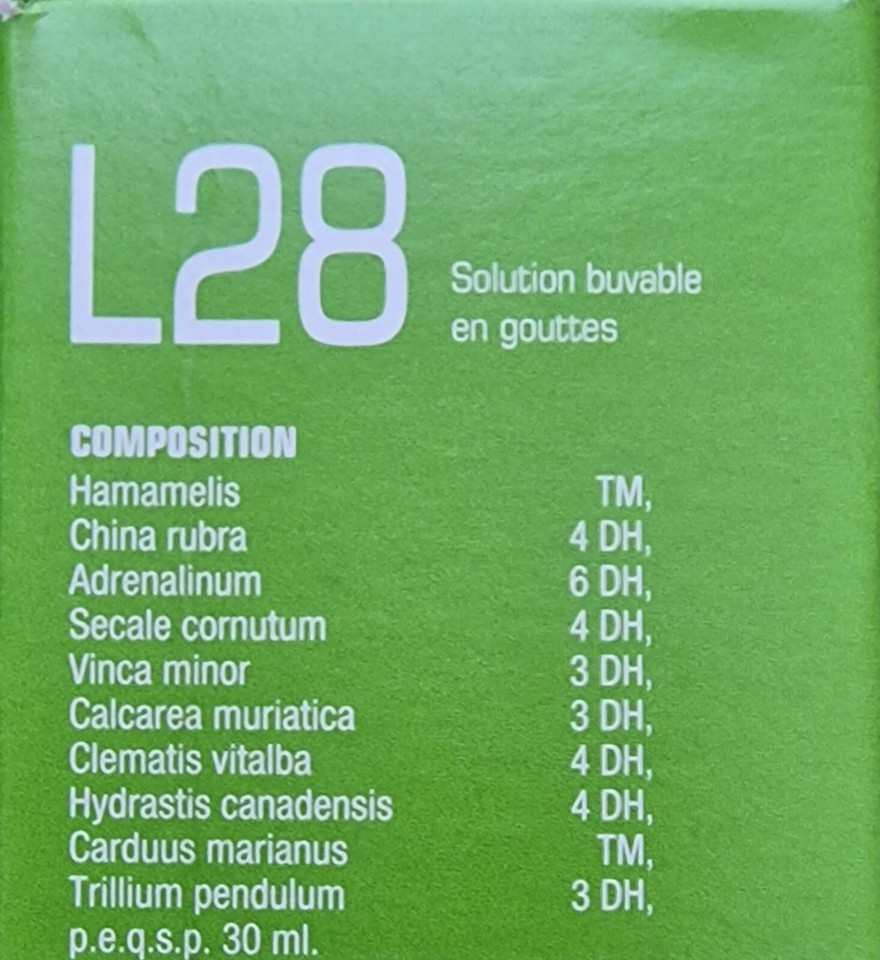 L28
Solution buvable
en gouttes
COMPOSITION
Hamamelis TM,
China rubra 4 DH,
Adrenalinum 6 DH,
Secale cornutum 4 DH,
Vinca minor 3 DH,
Calcarea muriatica 3 DH,
Clematis vitalba 4 DH,
Hydrastis canadensis 4 DH,
Carduus marianus TM,
Trillium pendulum 3 DH,
p.e.q.s.p. 30 ml.